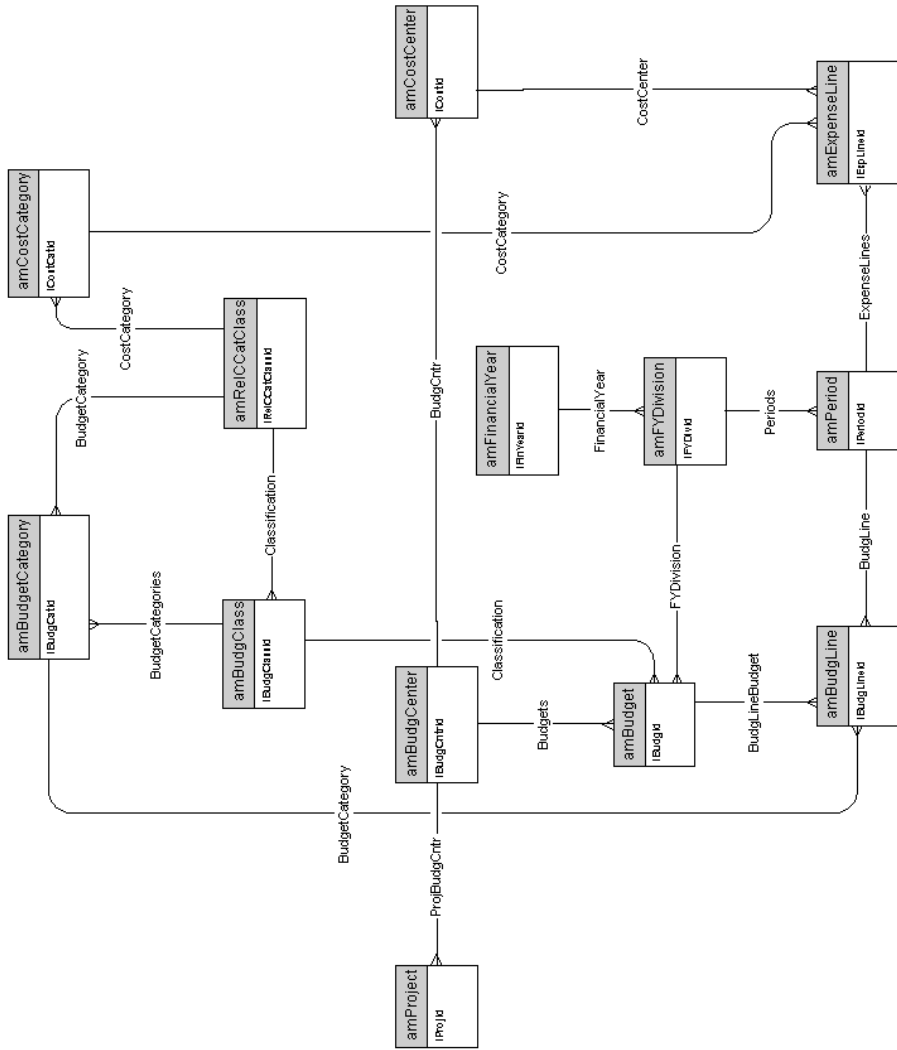 amBudgetCategory
lBudgCatId
amCostCategory
lCostCatId
BudgetCategory
CostCategory
BudgetCategories
amBudgClass
lBudgClassId
amRelCCatClass
lRelCCatClassId
Classification
BudgetCategory
amProject
lProjId
amBudgCenter
lBudgCntrId
amCostCenter
lCostId
ProjBudgCntr
BudgCntr
Classification
amFinancialYear
lFinYearId
CostCategory
Budgets
FinancialYear
CostCenter
amBudget
lBudgId
amFYDivision
lFYDivId
FYDivision
BudgLineBudget
Periods
amBudgLine
lBudgLineId
amPeriod
lPeriodId
amExpenseLine
lExpLineId
BudgLine
ExpenseLines